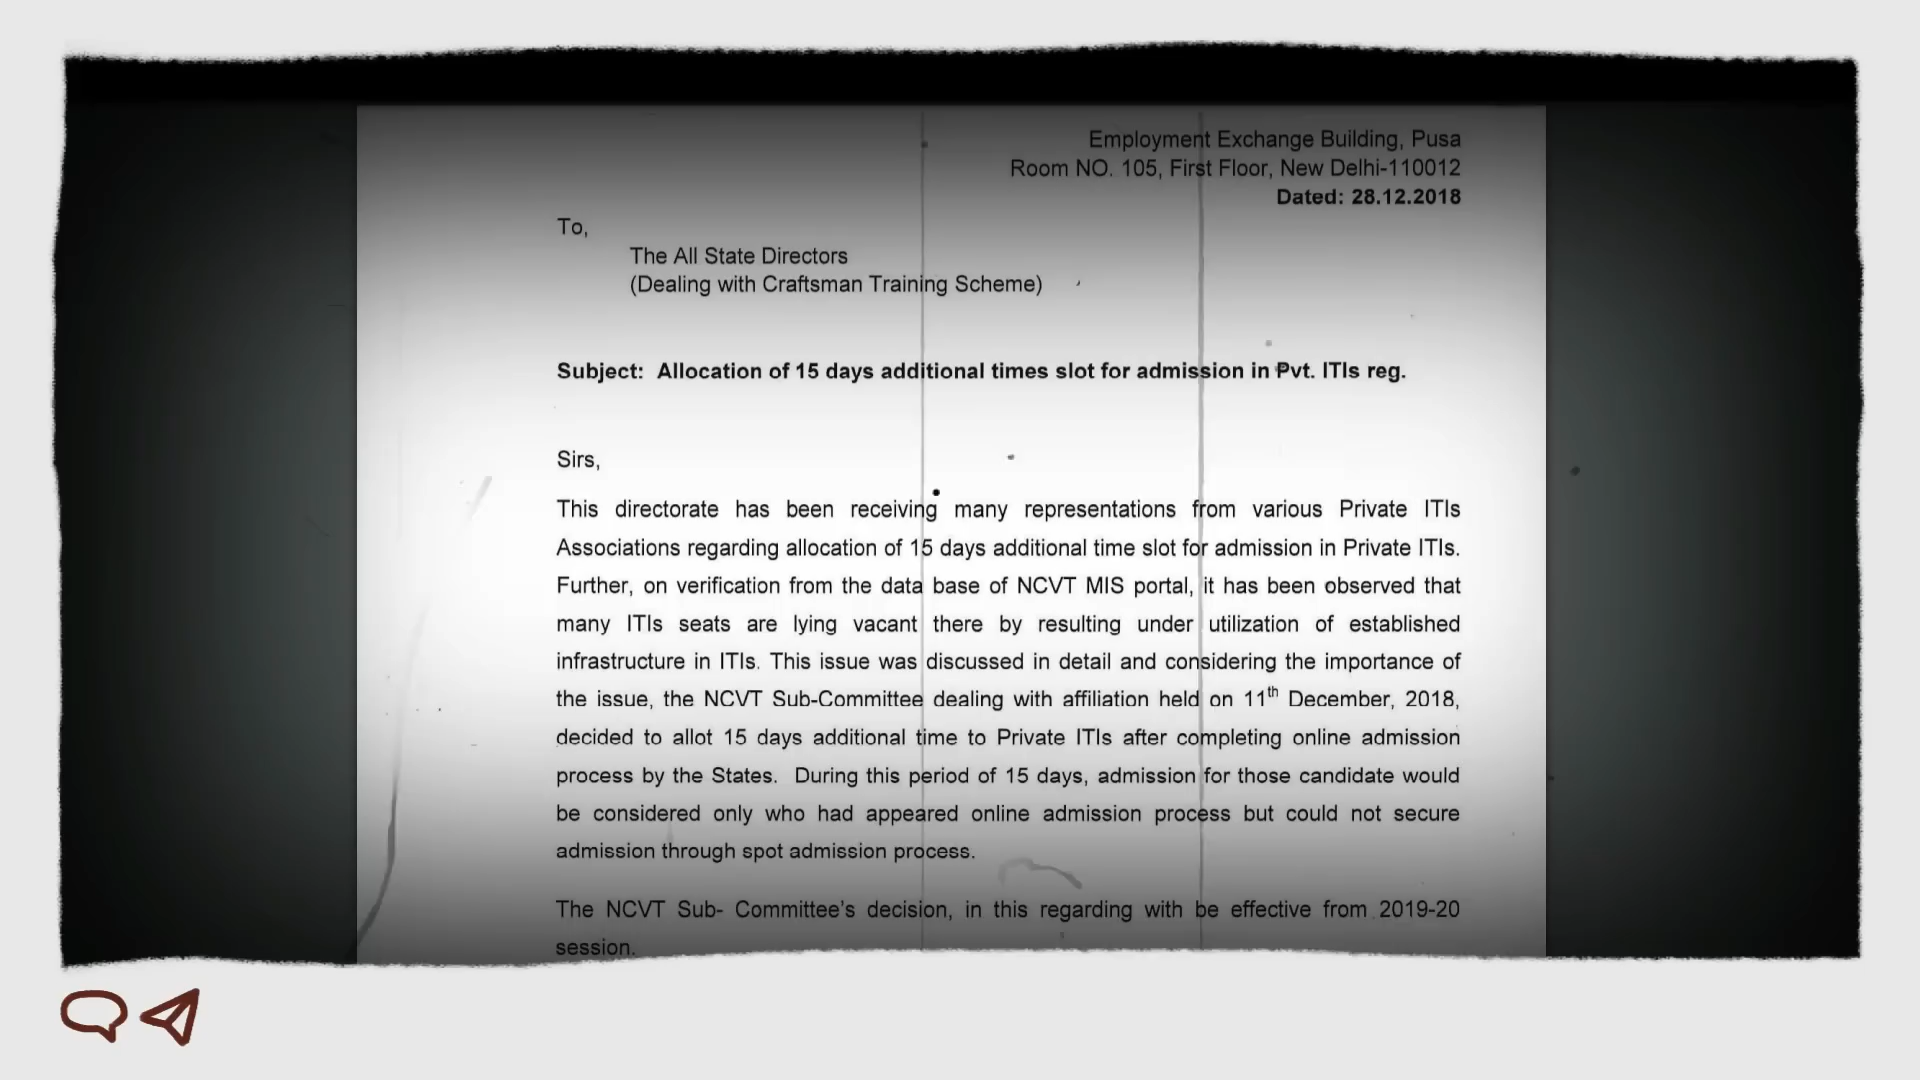 Employment Exchange Building, Pusa
Room NO. 105, First Floor, New Delhi-110012
Dated: 28.12.2018
To,
The All State Directors
(Dealing with Craftsman Training Scheme)
Subject: Allocation of 15 days additional times slot for admission in Pvt. ITIs reg.
Sirs,
This directorate has been receiving many representations from various Private ITIs
Associations regarding allocation of 15 days additional time slot for admission in Private ITIs.
Further, on verification from the data base of NCVT MIS portal, it has been observed that
many ITIs seats are lying vacant there by resulting under utilization of established
infrastructure in ITIs. This issue was discussed in detail and considering the importance of
the issue, the NCVT Sub-Committee dealing with affiliation held on 11th December, 2018,
decided to allot 15 days additional time to Private ITIs after completing online admission
process by the States. During this period of 15 days, admission for those candidate would
be considered only who had appeared online admission process but could not secure
admission through spot admission process.
The NCVT Sub- Committee's decision, in this regarding with be effective from 2019-20
session.